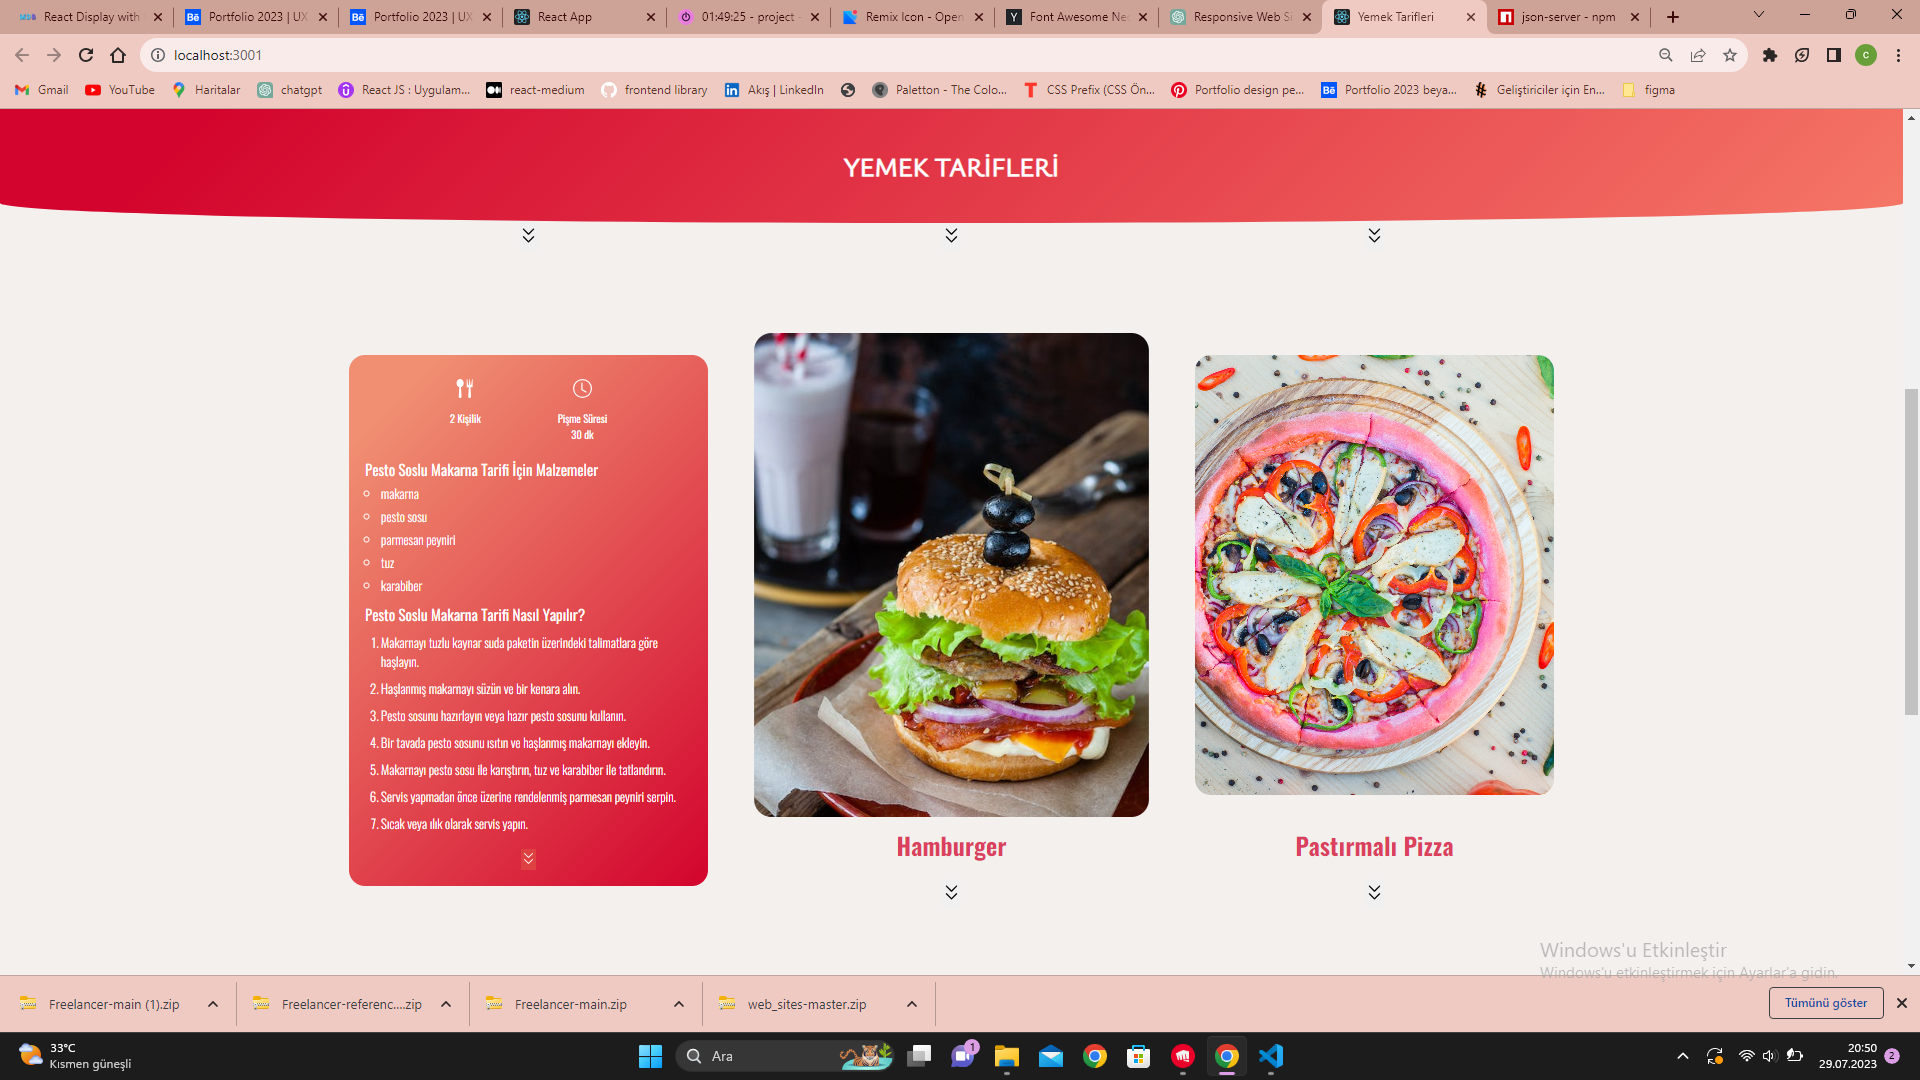 React Display with
Portfolio 2023 | UX
Portfolio 2023 | UX
React App
01:49:25 - project
Remix Icon - Open
Font Awesome Ne
Responsive Web Si
Yemek Tarifleri
json-server - npm
localhost:3001
c
Gmail
YouTube
Haritalar
chatgpt
React JS : Uygulam...
react-medium
frontend library
Akış | LinkedIn
Paletton - The Colo...
CSS Prefix (CSS Ön...
Portfolio design pe...
Portfolio 2023 beya...
Geliştiriciler için En...
figma
YEMEK TARİFLERİ
2 Kişilik
Pişme Süresi
30 dk
Pesto Soslu Makarna Tarifi İçin Malzemeler
makarna
pesto sosu
parmesan peyniri
tuz
karabiber
Pesto Soslu Makarna Tarifi Nasıl Yapılır?
1. Makarnayı tuzlu kaynar suda paketin üzerindeki talimatlara göre
haşlayın.
2. Haşlanmış makarnayı süzün ve bir kenara alın.
3. Pesto sosunu hazırlayın veya hazır pesto sosunu kullanın.
4. Bir tavada pesto sosunu ısıtın ve haşlanmış makarnayı ekleyin.
5. Makarnayı pesto sosu ile karıştırın, tuz ve karabiber ile tatlandırın.
6. Servis yapmadan önce üzerine rendelenmiş parmesan peyniri serpin.
7. Sıcak veya ılık olarak servis yapın.
Hamburger
Pastırmalı Pizza
Windows'u Etkinleştir
Windows'u etkinleştirmek için Ayarlar'a gidin.
Freelancer-main (1).zip
Freelancer-referenc....zip
Freelancer-main.zip
web_sites-master.zip
Tümünü göster
33°C
Kısmen güneşli
Ara
1
20:50
29.07.2023
2